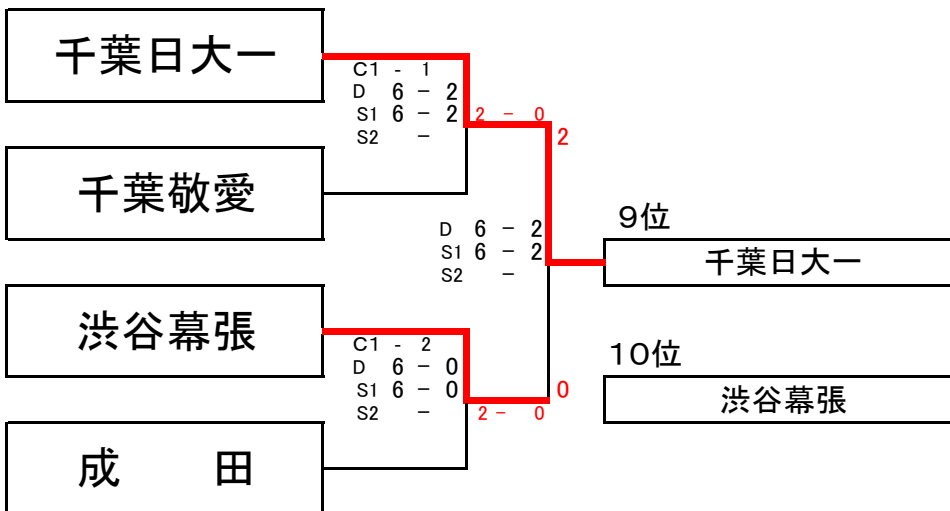 千葉日大一
C1 - 1
D 6 - 2
S1 6 - 2
S2 -
2 - 0
2
千葉敬愛
D 6 - 2
S1 6 - 2
S2 -
9位
千葉日大一
渋谷幕張
C1 - 2
D 6 - 0
S1 6 - 0
S2 -
2 - 0
0
10位
渋谷幕張
成 田